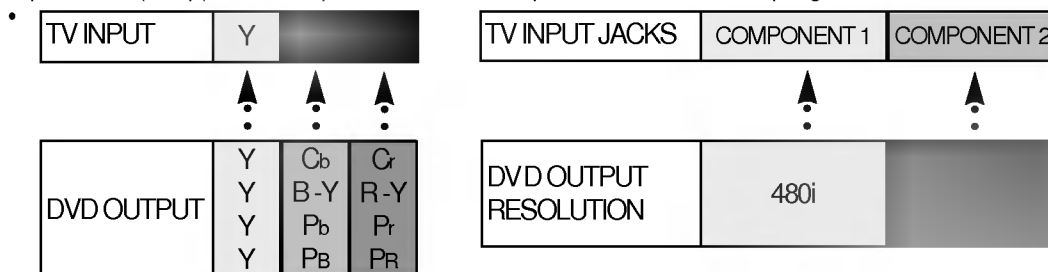 TV INPUT Y
DVD OUTPUT
Y Cb Cr
Y B-Y R-Y
Y Pb Pr
Y PB PR
TV INPUT JACKS COMPONENT 1 COMPONENT 2
DVD OUTPUT
RESOLUTION
480i